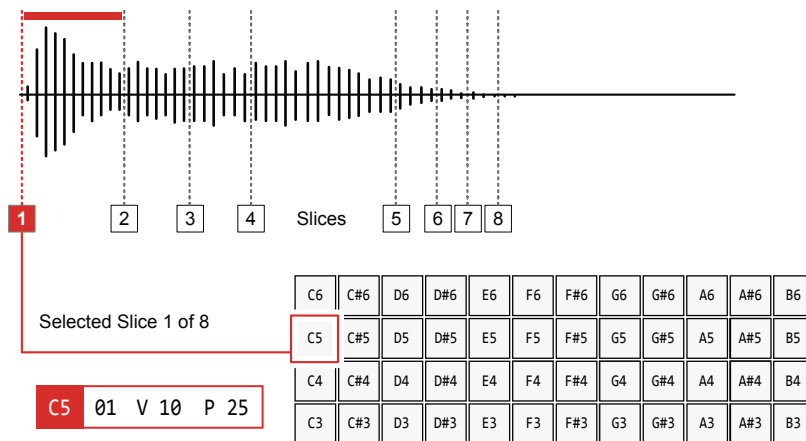 1 2 3 4 Slices 5 6 7 8
C6 C#6 D6 D#6 E6 F6 F#6 G6 G#6 A6 A#6 B6
Selected Slice 1 of 8
C5 C#5 D5 D#5 E5 F5 F#5 G5 G#5 A5 A#5 B5
C4 C#4 D4 D#4 E4 F4 F#4 G4 G#4 A4 A#4 B4
C5 01 V 10 P 25
C3 C#3 D3 D#3 E3 F3 F#3 G3 G#3 A3 A#3 B3